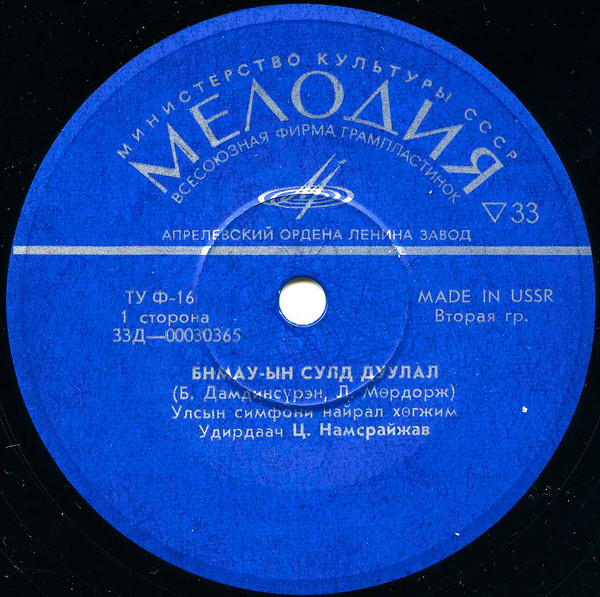 МИНИСТЕРСТВО КУЛЬТУРЫ СССР
МЕЛОДИЯ
ВСЕСОЮЗНАЯ ФИРМА ГРАМПЛАСТИНОК
▽33
АПРЕЛЕВСКИЙ ОРДЕНА ЛЕНИНА ЗАВОД
ТУ Ф-16
1 сторона
33Д—00030365
MADE IN USSR
Вторая гр.
БНМАУ-ЫН СУЛД ДУУЛАЛ
(Б. Дамдинсүрэн, Л. Мөрдорж)
Улсын симфони найрал хөгжим
Удирдаач Ц. Намсрайжав